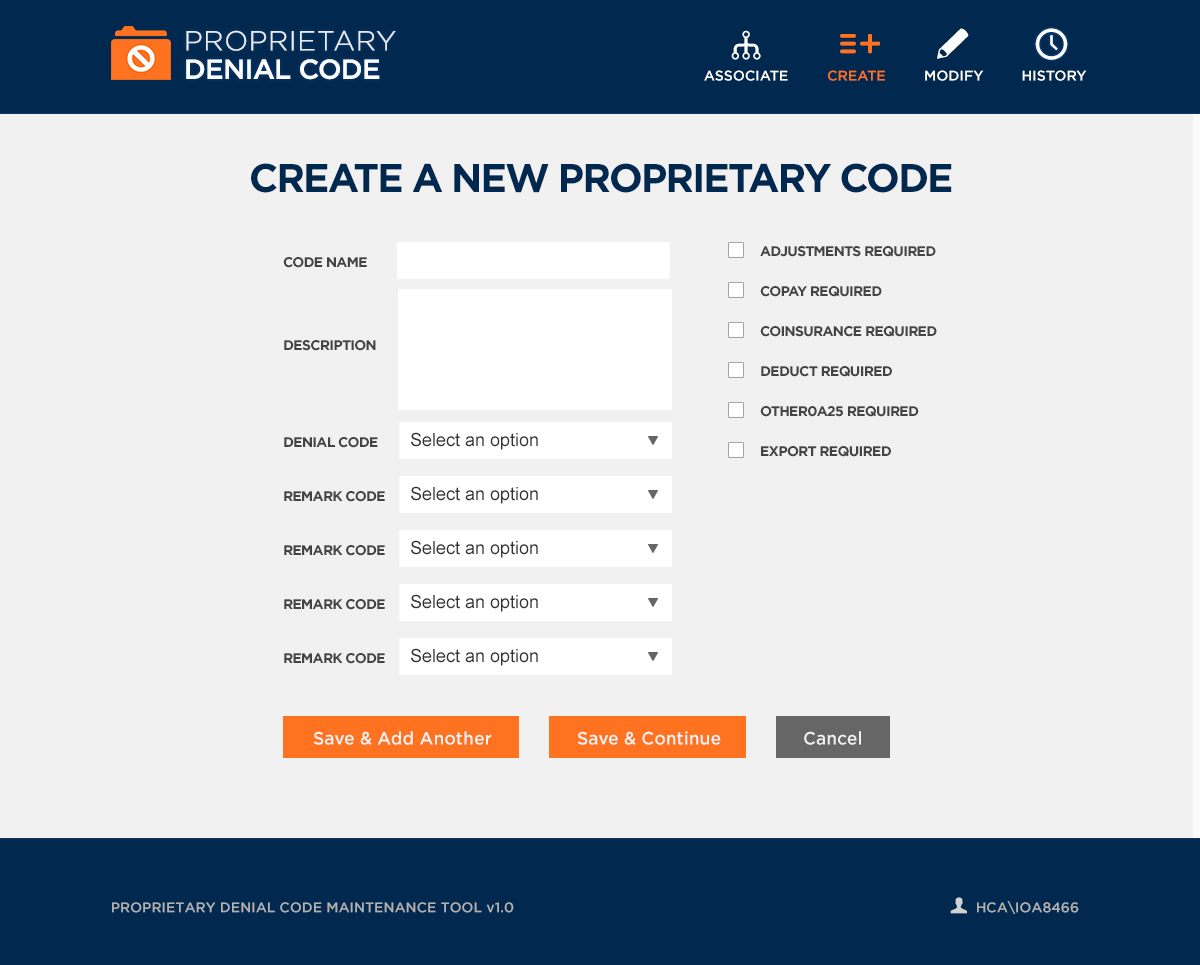 PROPRIETARY
DENIAL CODE
ASSOCIATE
CREATE
MODIFY
HISTORY
CREATE A NEW PROPRIETARY CODE
CODE NAME
DESCRIPTION
DENIAL CODE Select an option
REMARK CODE Select an option
REMARK CODE Select an option
REMARK CODE Select an option
REMARK CODE Select an option
ADJUSTMENTS REQUIRED
COPAY REQUIRED
COINSURANCE REQUIRED
DEDUCT REQUIRED
OTHER0A25 REQUIRED
EXPORT REQUIRED
Save & Add Another
Save & Continue
Cancel
PROPRIETARY DENIAL CODE MAINTENANCE TOOL v1.0
HCA\IOA8466